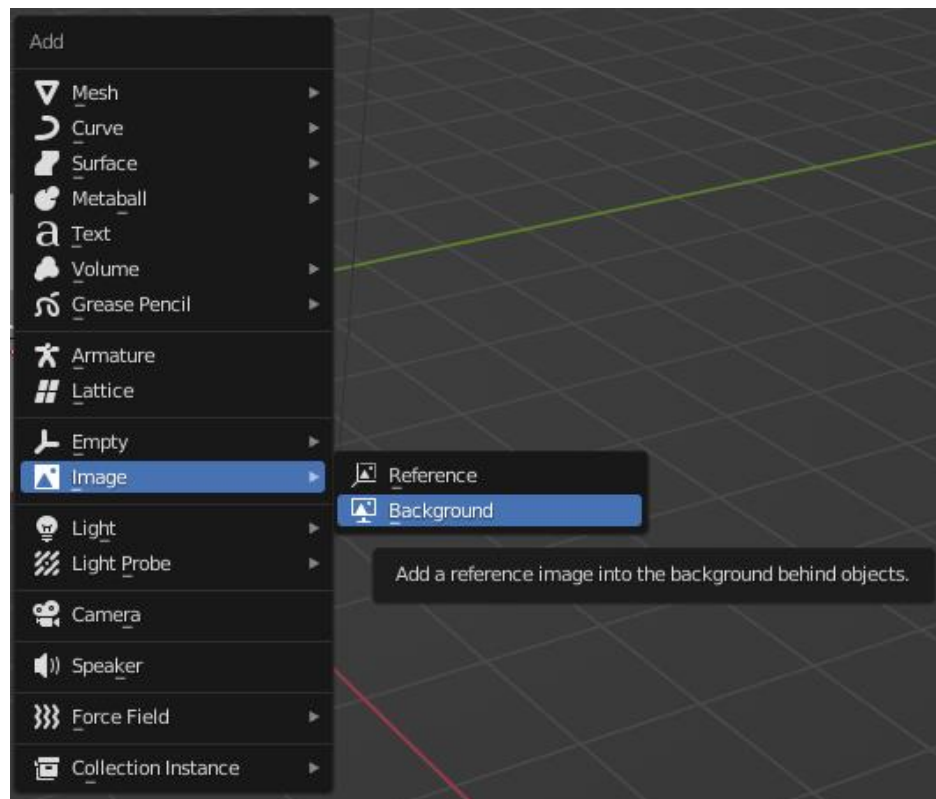 Add
Mesh
Curve
Surface
Metaball
Text
Volume
Grease Pencil
Armature
Lattice
Empty
Image
Reference
Background
Add a reference image into the background behind objects.
Light
Light Probe
Camera
Speaker
Force Field
Collection Instance